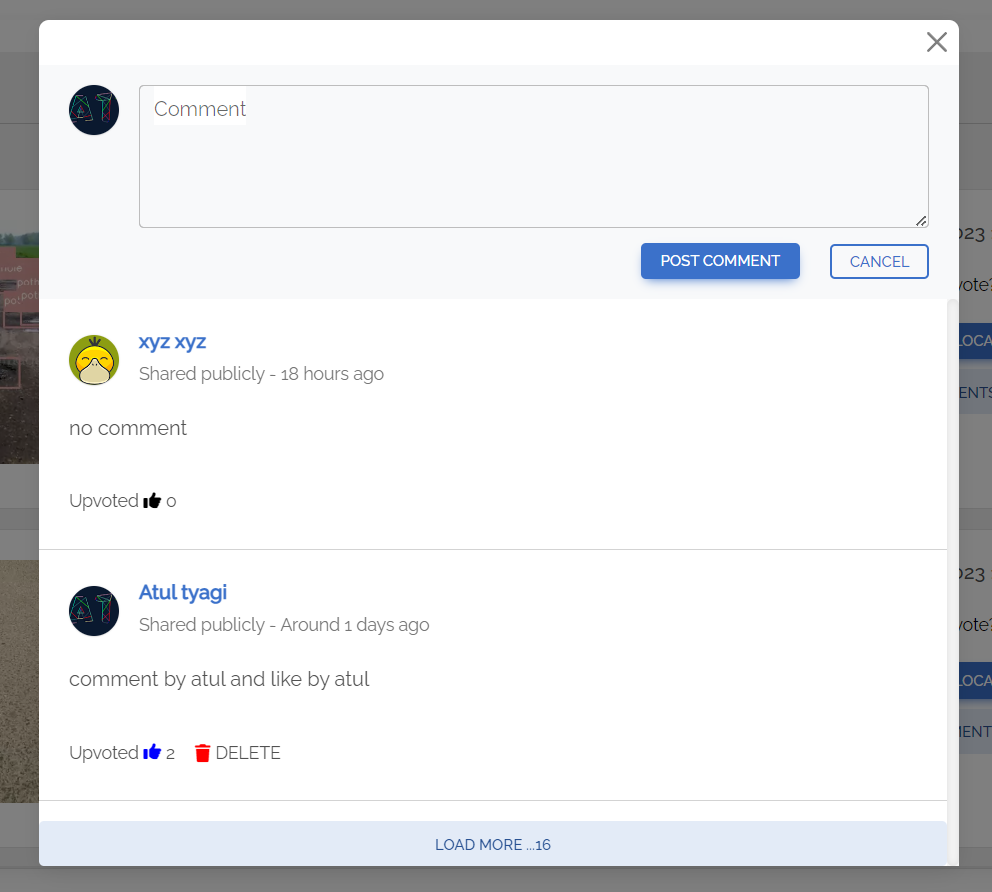 Comment
POST COMMENT
CANCEL
xyz xyz
Shared publicly - 18 hours ago
no comment
Upvoted 0
Atul tyagi
Shared publicly - Around 1 days ago
comment by atul and like by atul
Upvoted 2 DELETE
LOAD MORE ...16